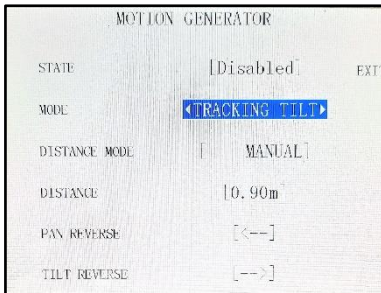 MOTION GENERATOR
STATE [Disabled] EXIT
MODE ◀TRACKING TILT▶
DISTANCE MODE [ MANUAL]
DISTANCE [0.90m]
PAN REVERSE [<--]
TILT REVERSE [-->]